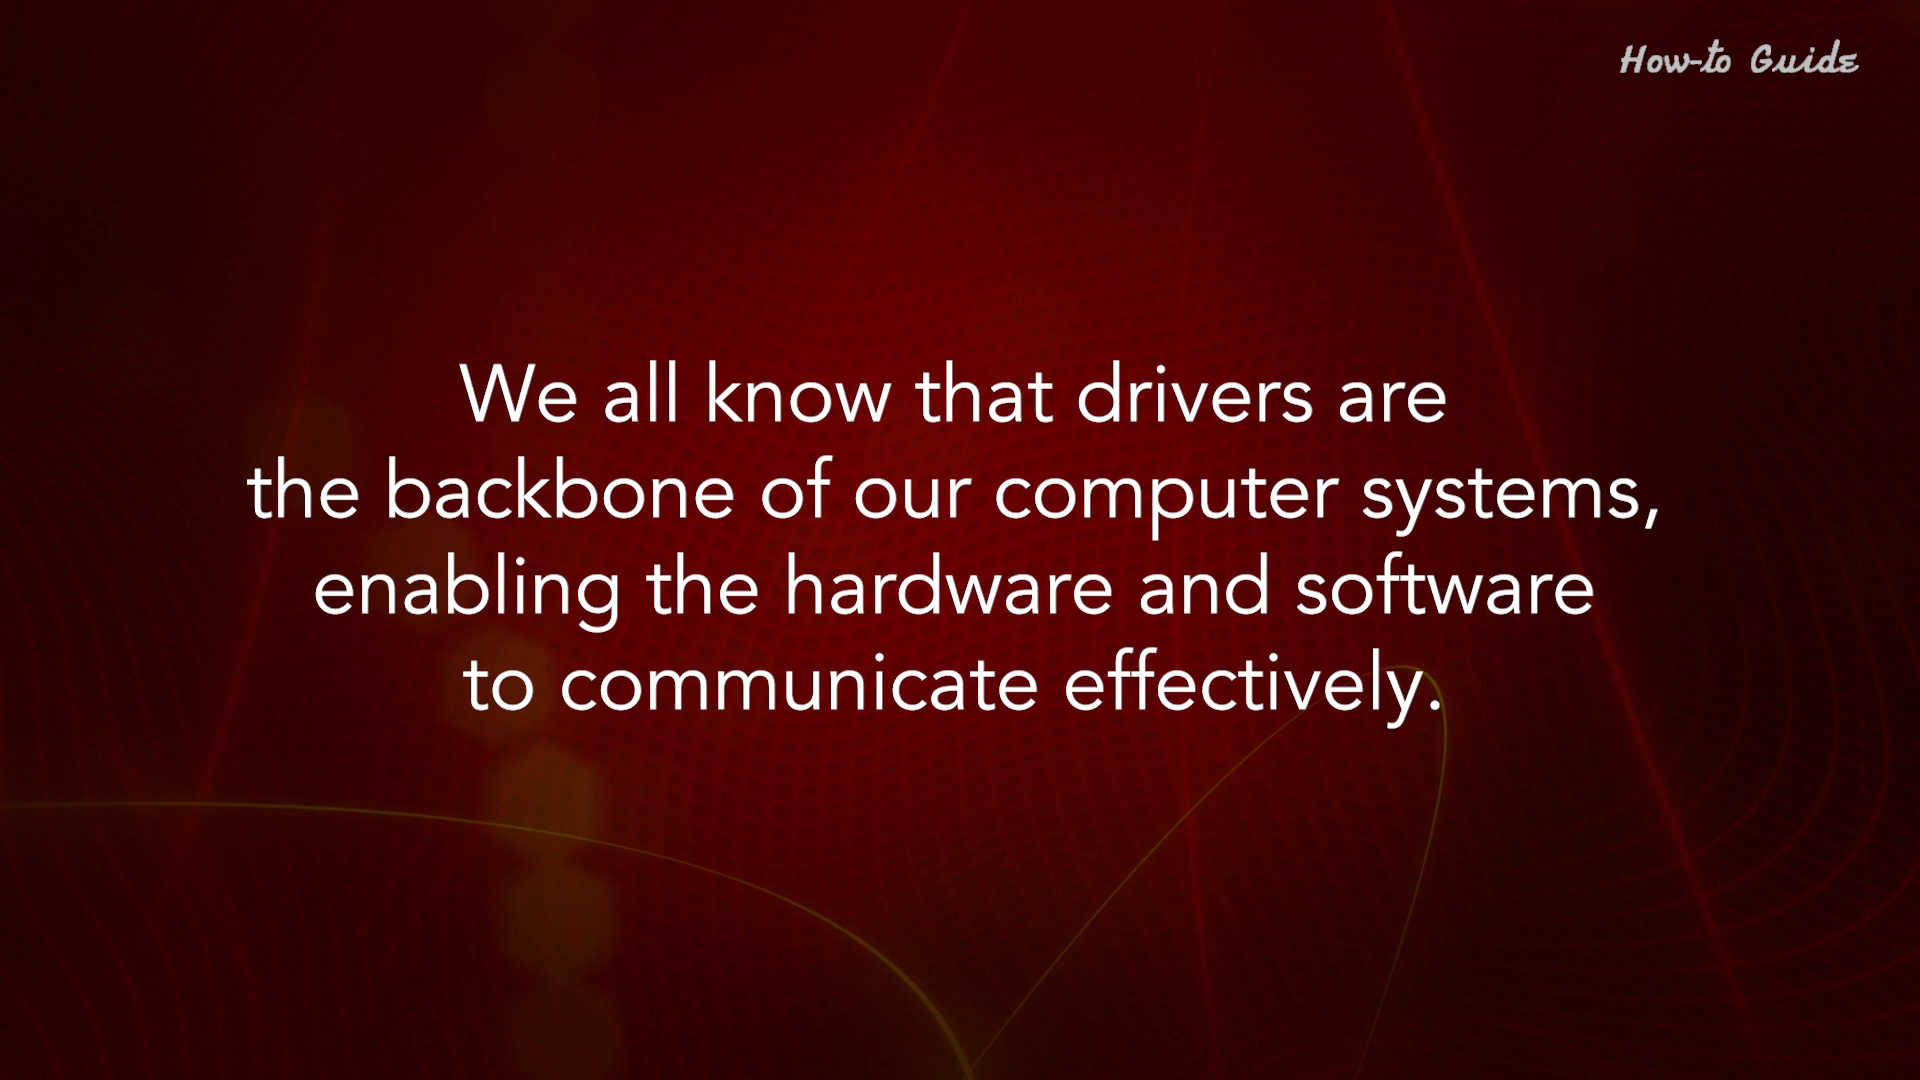 How-to Guide
We all know that drivers are
the backbone of our computer systems,
enabling the hardware and software
to communicate effectively.